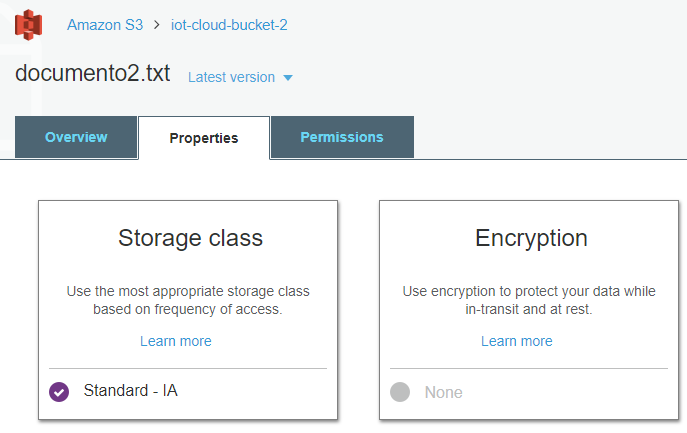 Amazon S3 > iot-cloud-bucket-2
documento2.txt Latest version
Overview Properties Permissions
Storage class
Use the most appropriate storage class
based on frequency of access.
Learn more
Standard - IA
Encryption
Use encryption to protect your data while
in-transit and at rest.
Learn more
None